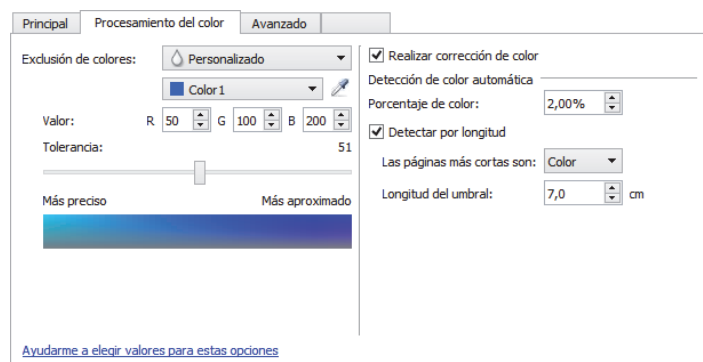 Principal Procesamiento del color Avanzado
Exclusión de colores: Personalizado
Color1
Valor: R 50 G 100 B 200
Tolerancia: 51
Más preciso Más aproximado
Ayudarme a elegir valores para estas opciones
Realizar corrección de color
Detección de color automática
Porcentaje de color: 2,00%
Detectar por longitud
Las páginas más cortas son: Color
Longitud del umbral: 7,0 cm